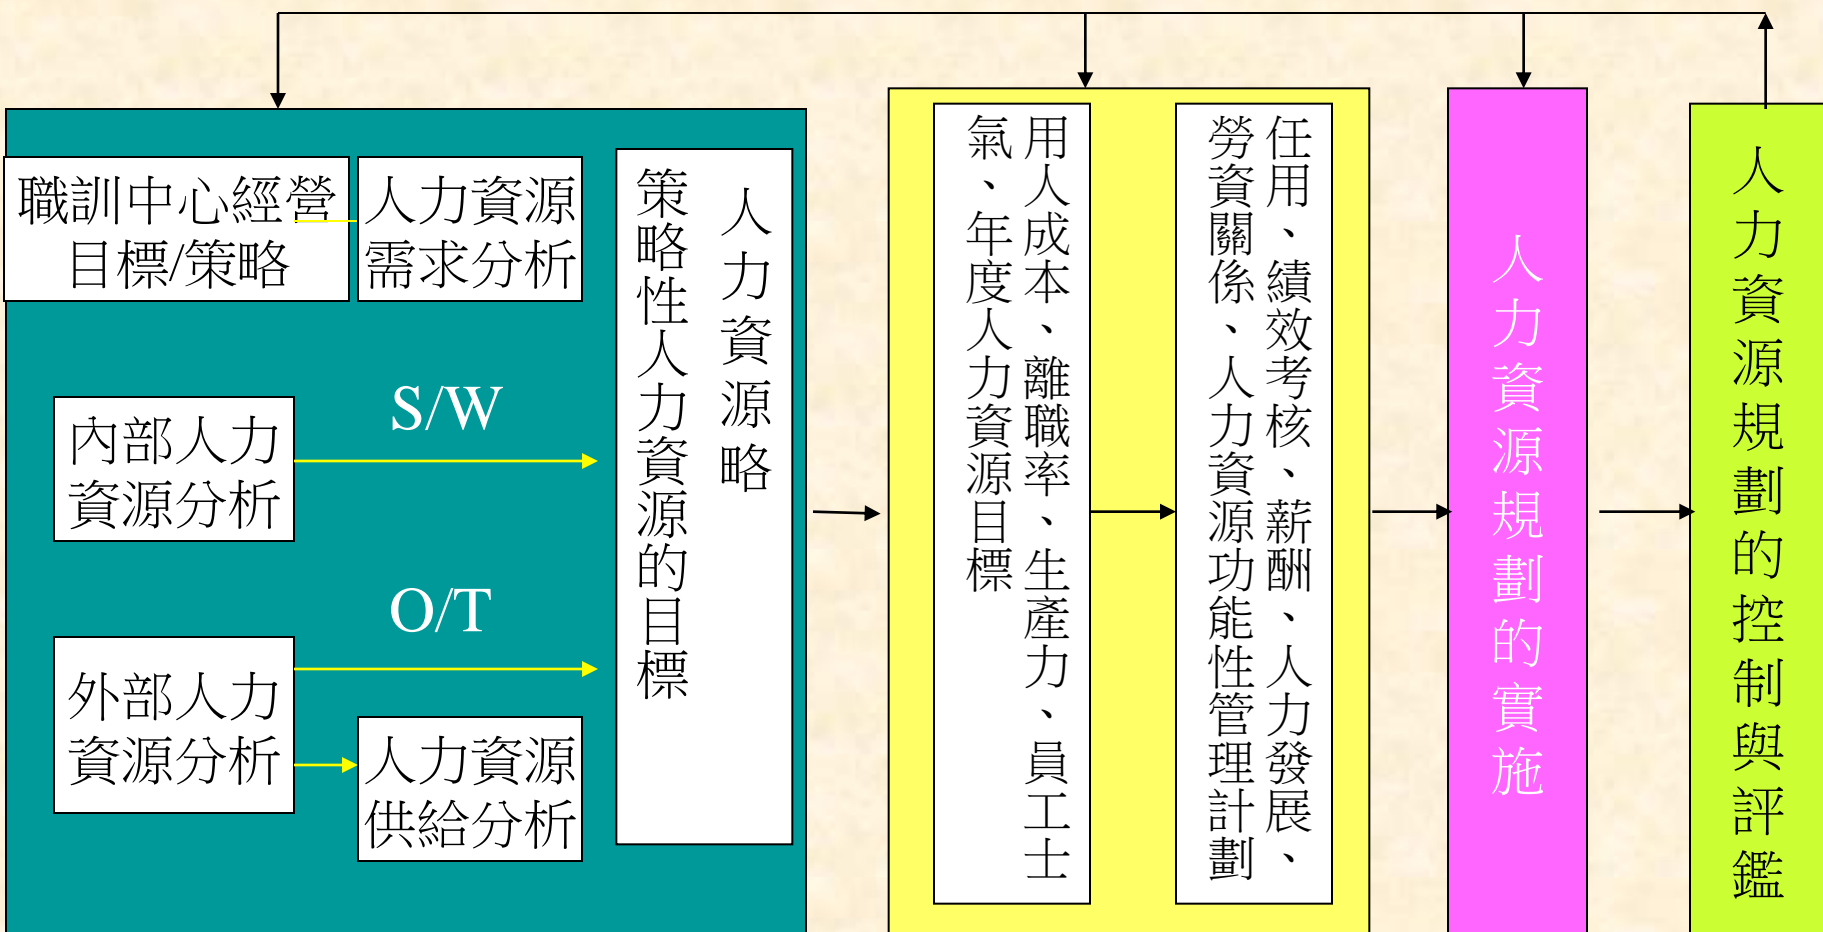 職訓中心經營
目標/策略
人力資源
需求分析
內部人力
資源分析
S/W
外部人力
資源分析
O/T
人力資源
供給分析
人力資源略
策略性人力資源的目標
用人成本、離職率、生產力、員工士
氣、年度人力資源目標
任用、績效考核、薪酬、人力發展、
勞資關係、人力資源功能性管理計劃
人力資源規劃的實施
人力資源規劃的控制與評鑑